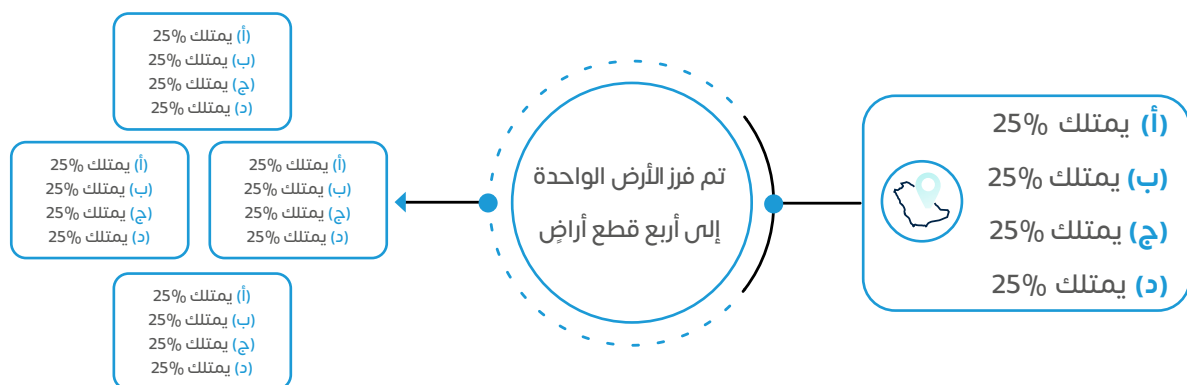 (أ) يمتلك 25%
(ب) يمتلك 25%
(ج) يمتلك 25%
(د) يمتلك 25%
تم فرز الأرض الواحدة
إلى أربع قطع أراضٍ
(أ) يمتلك 25%
(ب) يمتلك 25%
(ج) يمتلك 25%
(د) يمتلك 25%
(أ) يمتلك 25%
(ب) يمتلك 25%
(ج) يمتلك 25%
(د) يمتلك 25%
(أ) يمتلك 25%
(ب) يمتلك 25%
(ج) يمتلك 25%
(د) يمتلك 25%
(أ) يمتلك 25%
(ب) يمتلك 25%
(ج) يمتلك 25%
(د) يمتلك 25%